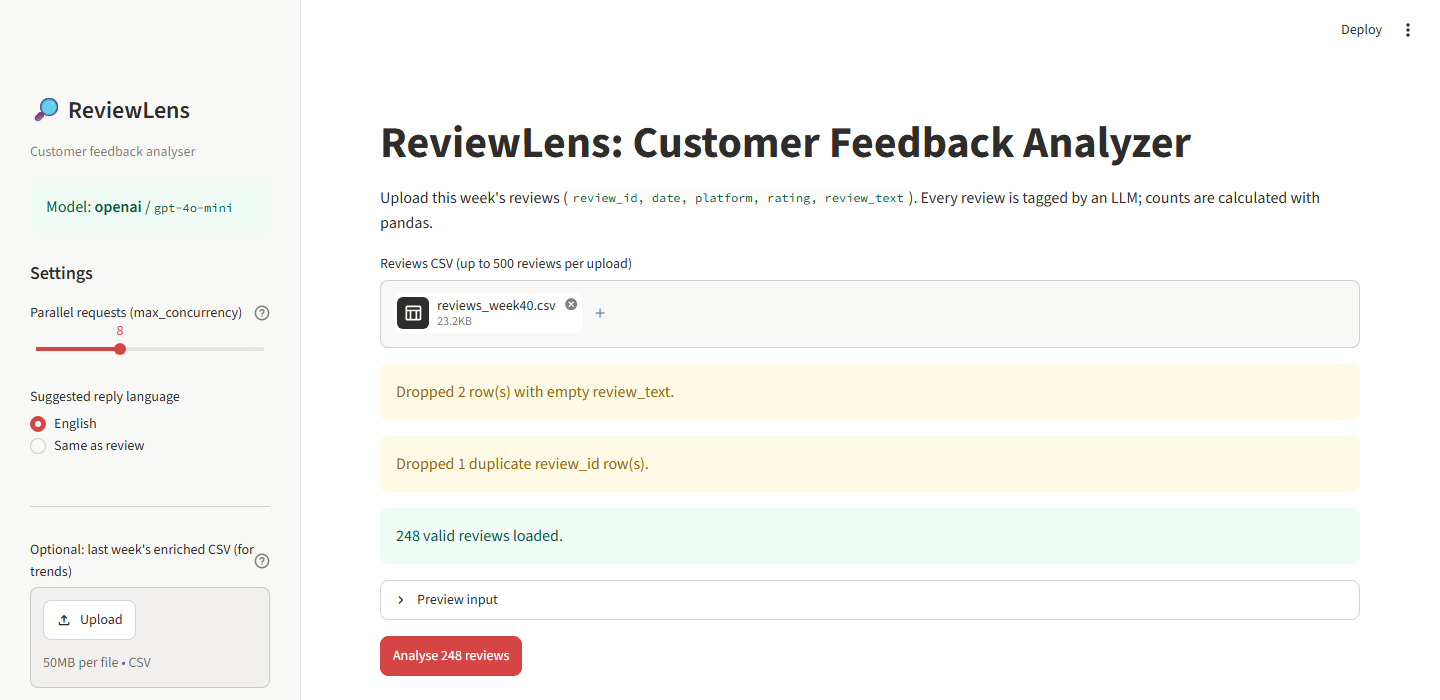 Deploy
ReviewLens
Customer feedback analyser
Model: openai / gpt-4o-mini
Settings
Parallel requests (max_concurrency)
8
Suggested reply language
English
Same as review
Optional: last week's enriched CSV (for
trends)
Upload
50MB per file • CSV
ReviewLens: Customer Feedback Analyzer
Upload this week's reviews ( review_id, date, platform, rating, review_text ). Every review is tagged by an LLM; counts are calculated with
pandas.
Reviews CSV (up to 500 reviews per upload)
reviews_week40.csv
23.2KB
Dropped 2 row(s) with empty review_text.
Dropped 1 duplicate review_id row(s).
248 valid reviews loaded.
Preview input
Analyse 248 reviews